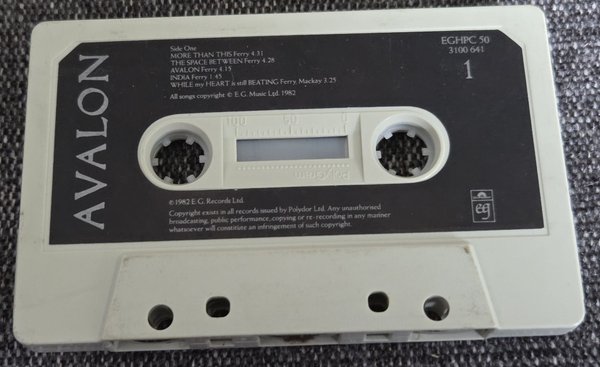 AVALON
Side One
MORE THAN THIS Ferry 4.31
THE SPACE BETWEEN Ferry 4.28
AVALON Ferry 4.15
INDIA Ferry 1.45
WHILE my HEART is still BEATING Ferry, Mackay 3.25
All songs copyright © E.G. Music Ltd. 1982
EGHPC 50
3100 641
1
100 50 0
PolyGram
℗1982 E.G. Records Ltd.
Copyright exists in all records issued by Polydor Ltd. Any unauthorised
broadcasting, public performance, copying or re-recording in any manner
whatsoever will constitute an infringement of such copyright.
eg